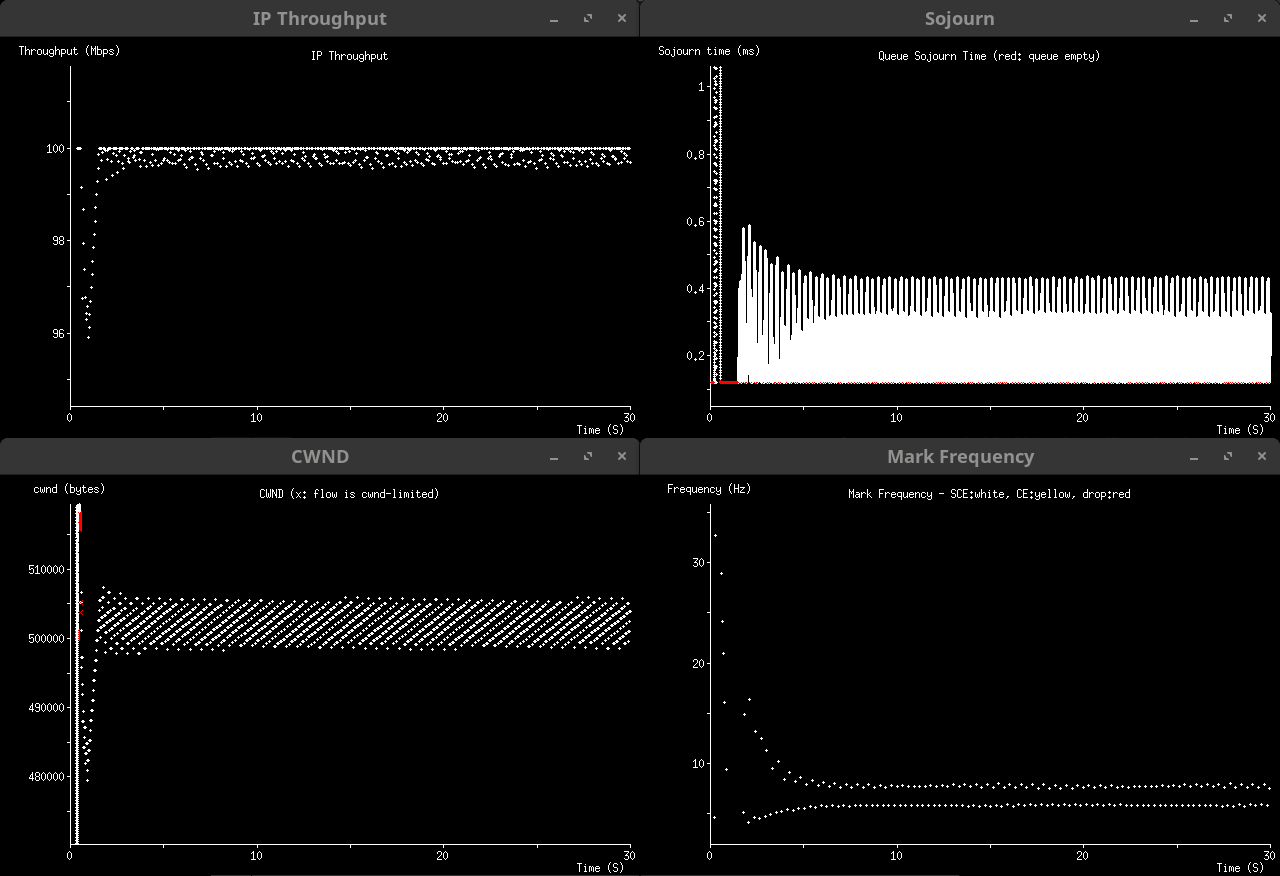 IP Throughput
Throughput (Mbps)
IP Throughput
100
98
96
0
10
20
30
Time (S)
Sojourn
Sojourn time (ms)
Queue Sojourn Time (red: queue empty)
1
0.8
0.6
0.4
0.2
0
10
20
30
Time (S)
CWND
cwnd (bytes)
CWND (x: flow is cwnd-limited)
510000
500000
490000
480000
0
10
20
30
Time (S)
Mark Frequency
Frequency (Hz)
Mark Frequency - SCE:white, CE:yellow, drop:red
30
20
10
0
10
20
30
Time (S)